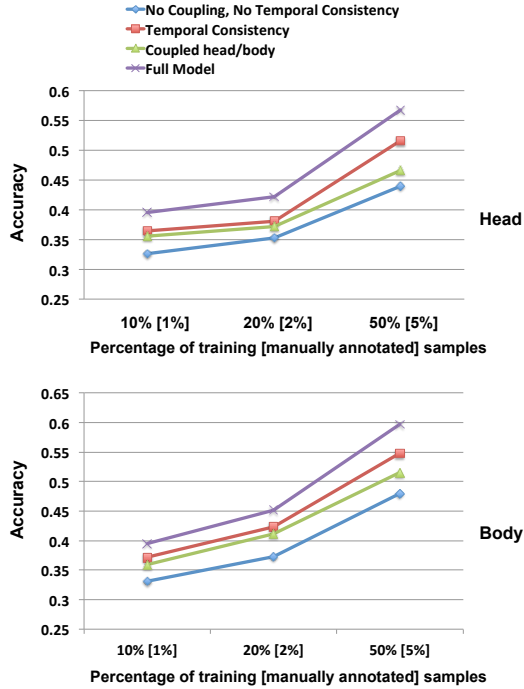 No Coupling, No Temporal Consistency
Temporal Consistency
Coupled head/body
Full Model
0.6
0.55
0.5
0.45
0.4
0.35
0.3
0.25
Accuracy
Head
10% [1%] 20% [2%] 50% [5%]
Percentage of training [manually annotated] samples
0.65
0.6
0.55
0.5
0.45
0.4
0.35
0.3
0.25
Accuracy
Body
10% [1%] 20% [2%] 50% [5%]
Percentage of training [manually annotated] samples